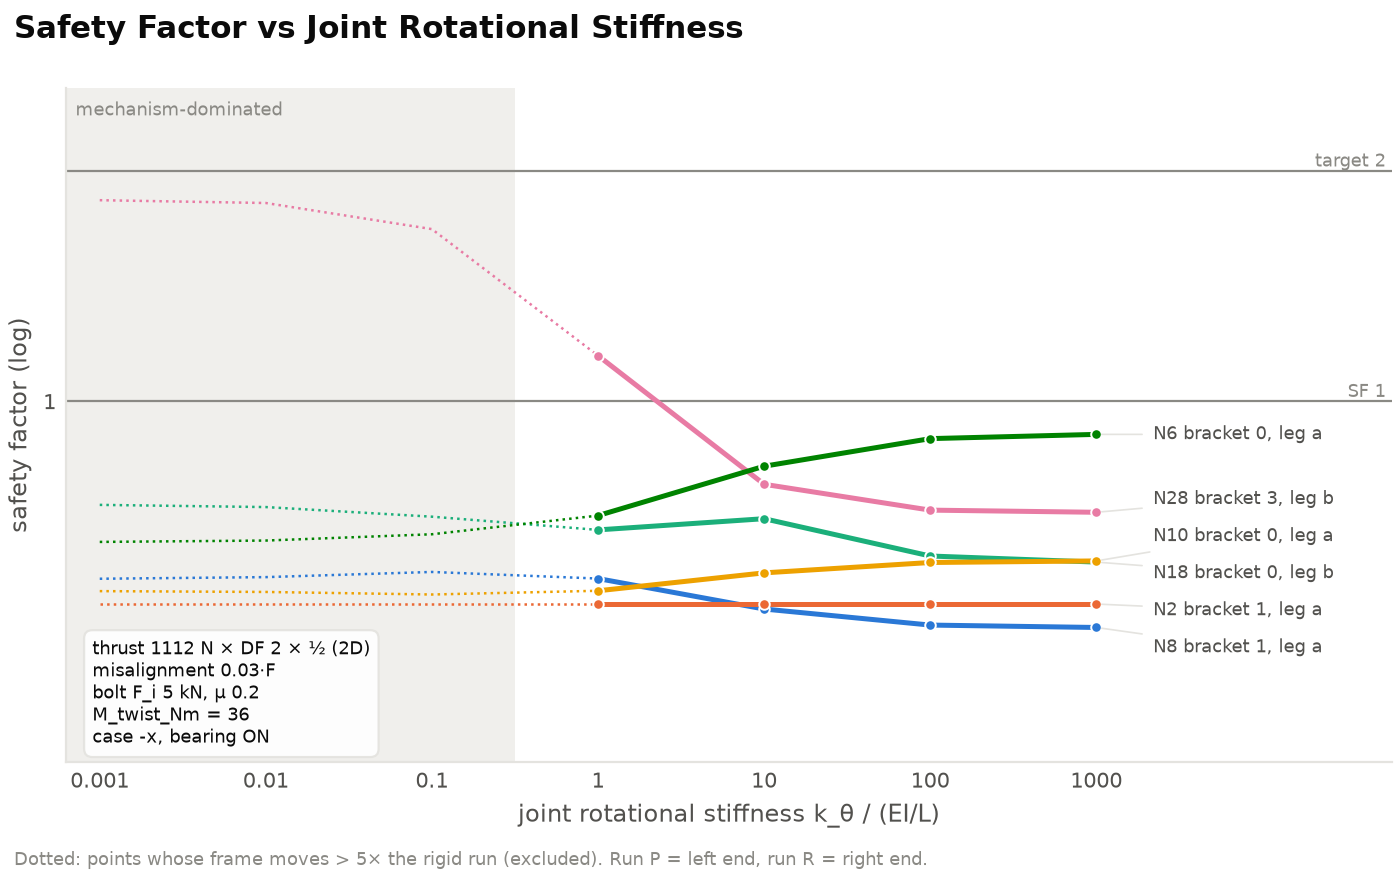 Safety Factor vs Joint Rotational Stiffness
mechanism-dominated
target 2
SF 1
1
safety factor (log)
N6 bracket 0, leg a
N28 bracket 3, leg b
N10 bracket 0, leg a
N18 bracket 0, leg b
N2 bracket 1, leg a
N8 bracket 1, leg a
thrust 1112 N × DF 2 × ½ (2D)
misalignment 0.03·F
bolt F_i 5 kN, μ 0.2
M_twist_Nm = 36
case -x, bearing ON
0.001 0.01 0.1 1 10 100 1000
joint rotational stiffness k_θ / (EI/L)
Dotted: points whose frame moves > 5× the rigid run (excluded). Run P = left end, run R = right end.